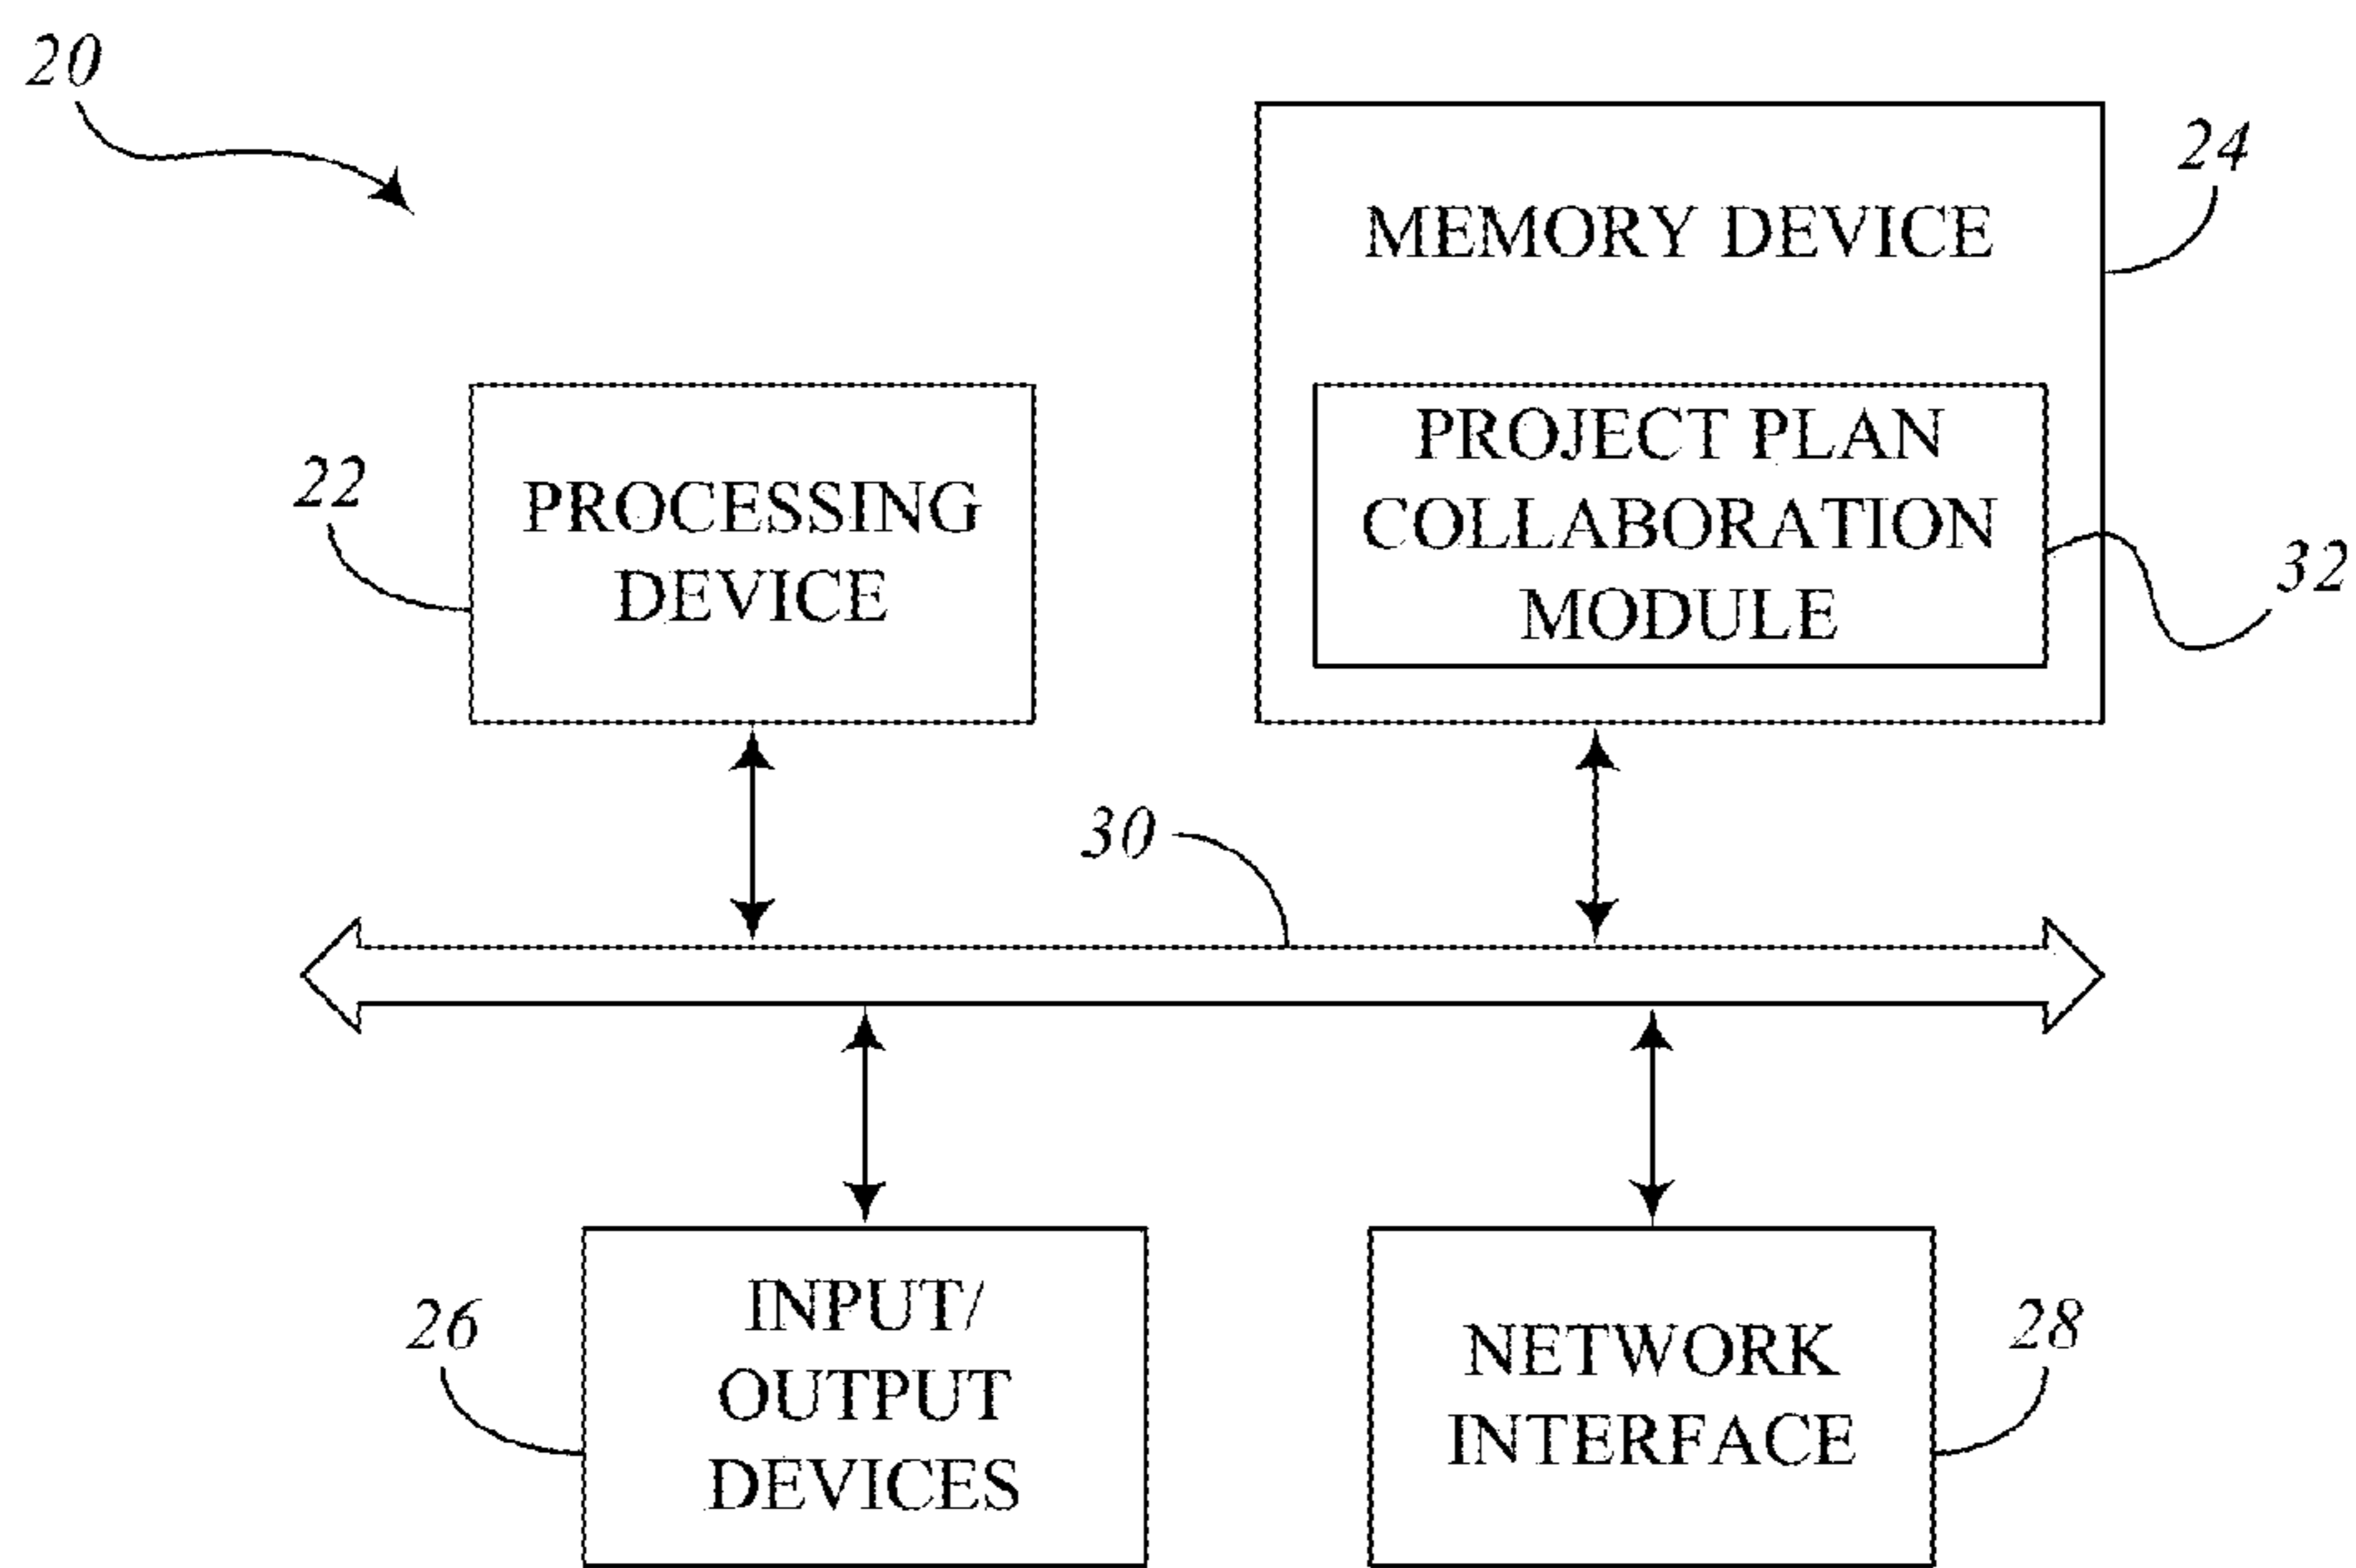 20
24
MEMORY DEVICE
PROJECT PLAN
COLLABORATION
MODULE
32
22
PROCESSING
DEVICE
30
26
INPUT/
OUTPUT
DEVICES
28
NETWORK
INTERFACE